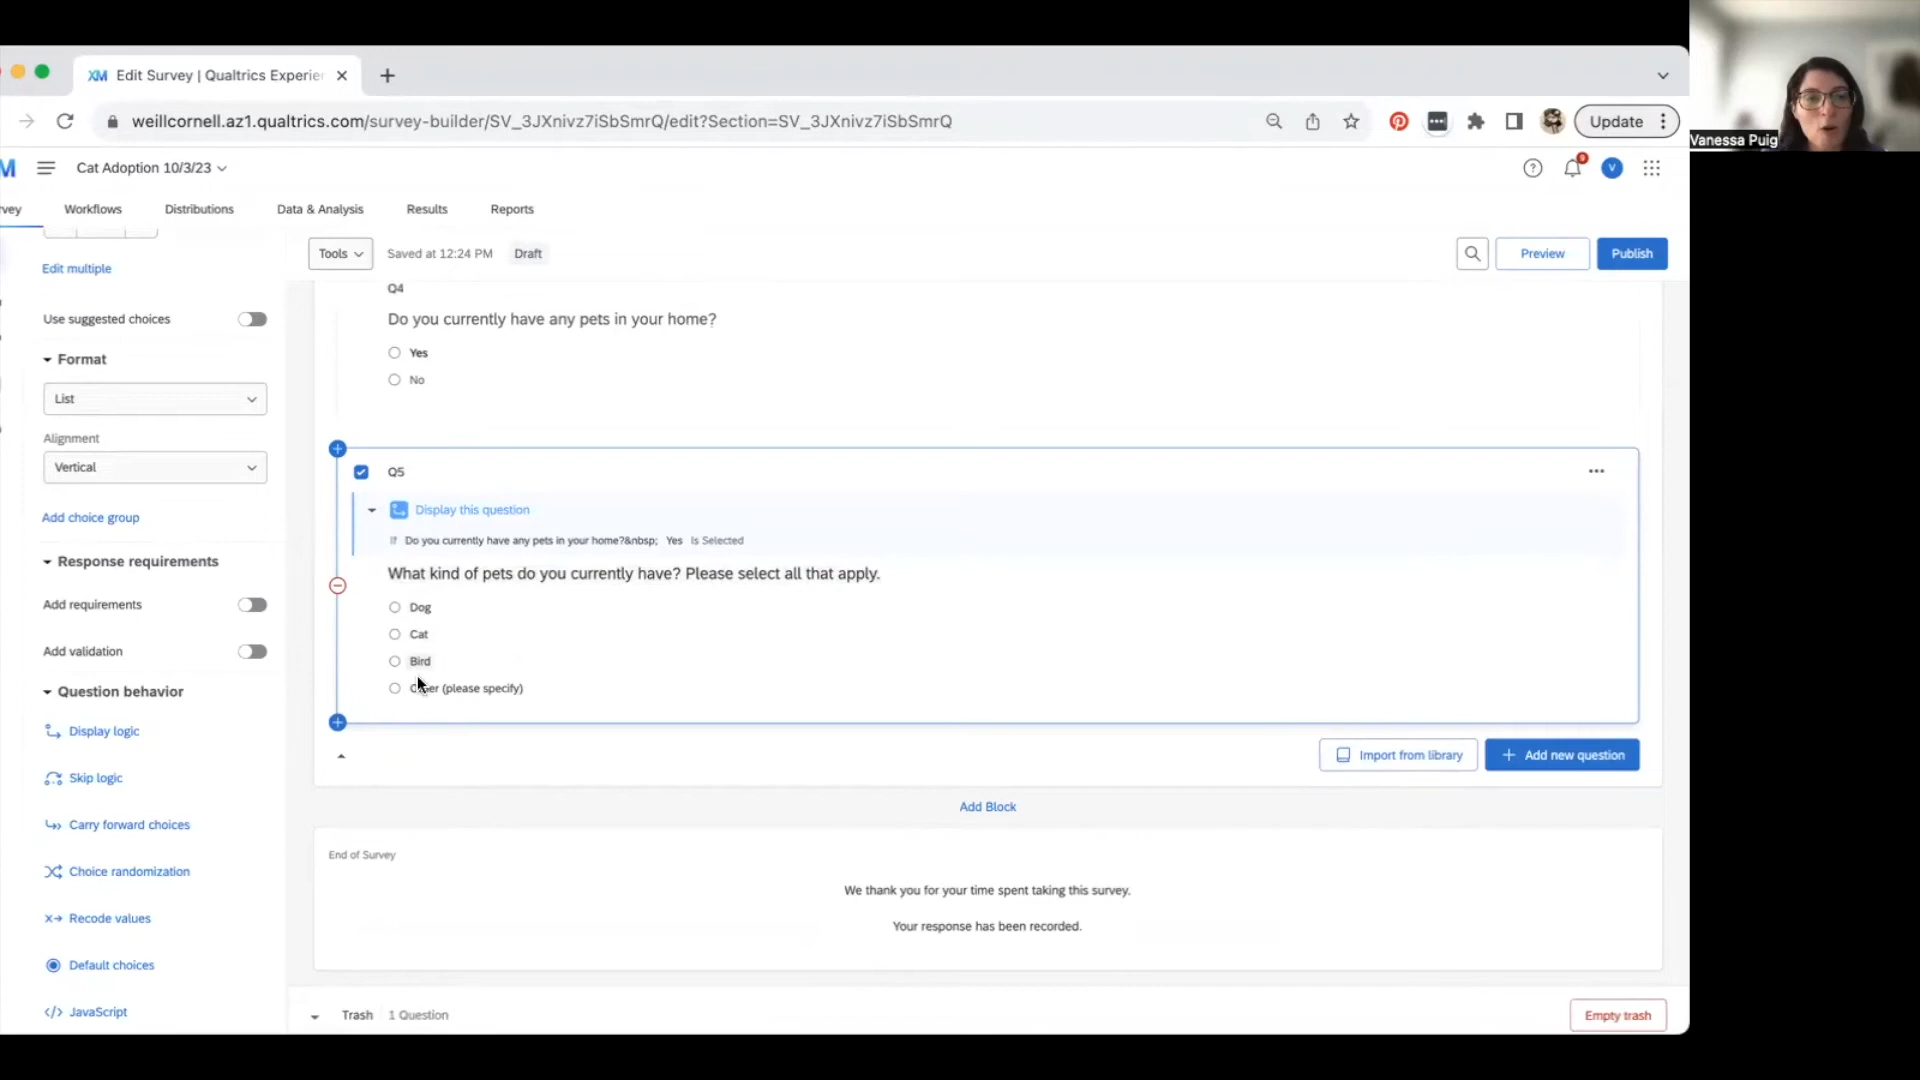 Edit Survey | Qualtrics Experier
weillcornell.az1.qualtrics.com/survey-builder/SV_3JXnivz7iSbSmrQ/edit?Section=SV_3JXnivz7iSbSmrQ
Update
Vanessa Puig
Cat Adoption 10/3/23
9
V
vey
Workflows
Distributions
Data & Analysis
Results
Reports
Tools
Saved at 12:24 PM
Draft
Preview
Publish
Edit multiple
Use suggested choices
Format
List
Alignment
Vertical
Add choice group
Response requirements
Add requirements
Add validation
Question behavior
Display logic
Skip logic
Carry forward choices
Choice randomization
Recode values
Default choices
JavaScript
Q4
Do you currently have any pets in your home?
Yes
No
Q5
Display this question
If Do you currently have any pets in your home?&nbsp; Yes Is Selected
What kind of pets do you currently have? Please select all that apply.
Dog
Cat
Bird
(please specify)
Import from library
Add new question
Add Block
End of Survey
We thank you for your time spent taking this survey.
Your response has been recorded.
Trash 1 Question
Empty trash